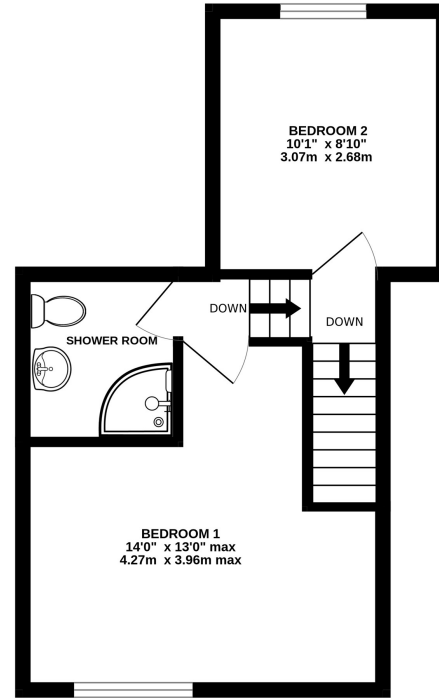 BEDROOM 2
10'1" x 8'10"
3.07m x 2.68m
DOWN
DOWN
SHOWER ROOM
BEDROOM 1
14'0" x 13'0" max
4.27m x 3.96m max